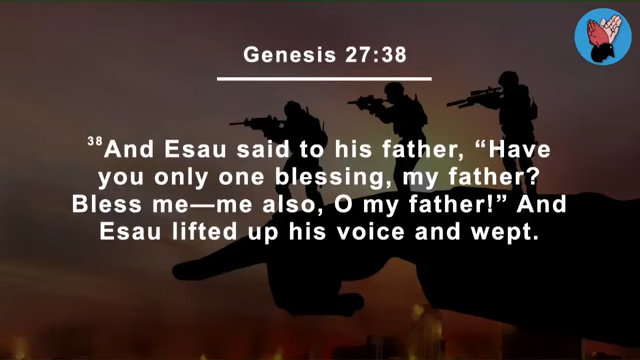 Genesis 27:38
38And Esau said to his father, “Have
you only one blessing, my father?
Bless me—me also, O my father!” And
Esau lifted up his voice and wept.